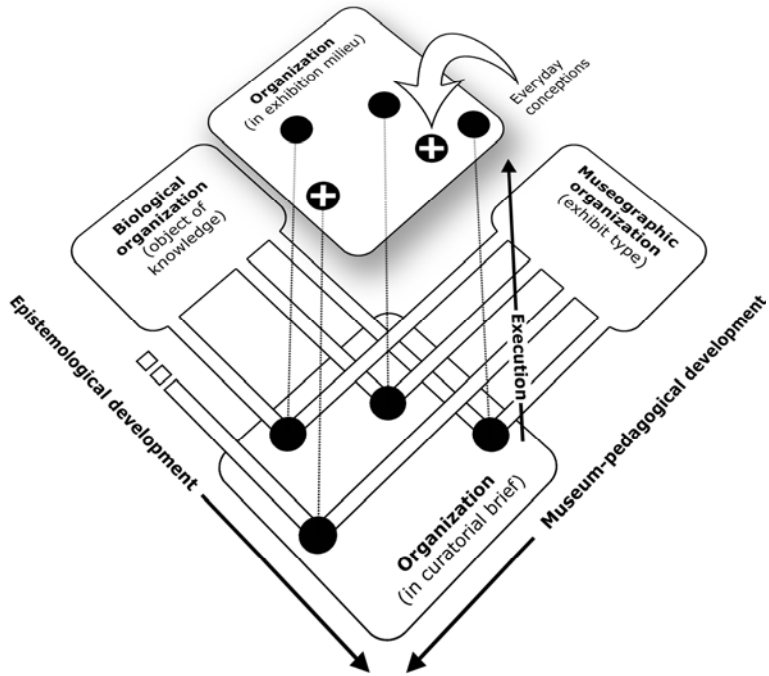 Organization
(in exhibition milieu)
Everyday
conceptions
Biological
organization
(object of
knowledge)
Museographic
organization
(exhibit type)
Execution
Epistemological development
Museum-pedagogical development
Organization
(in curatorial brief)